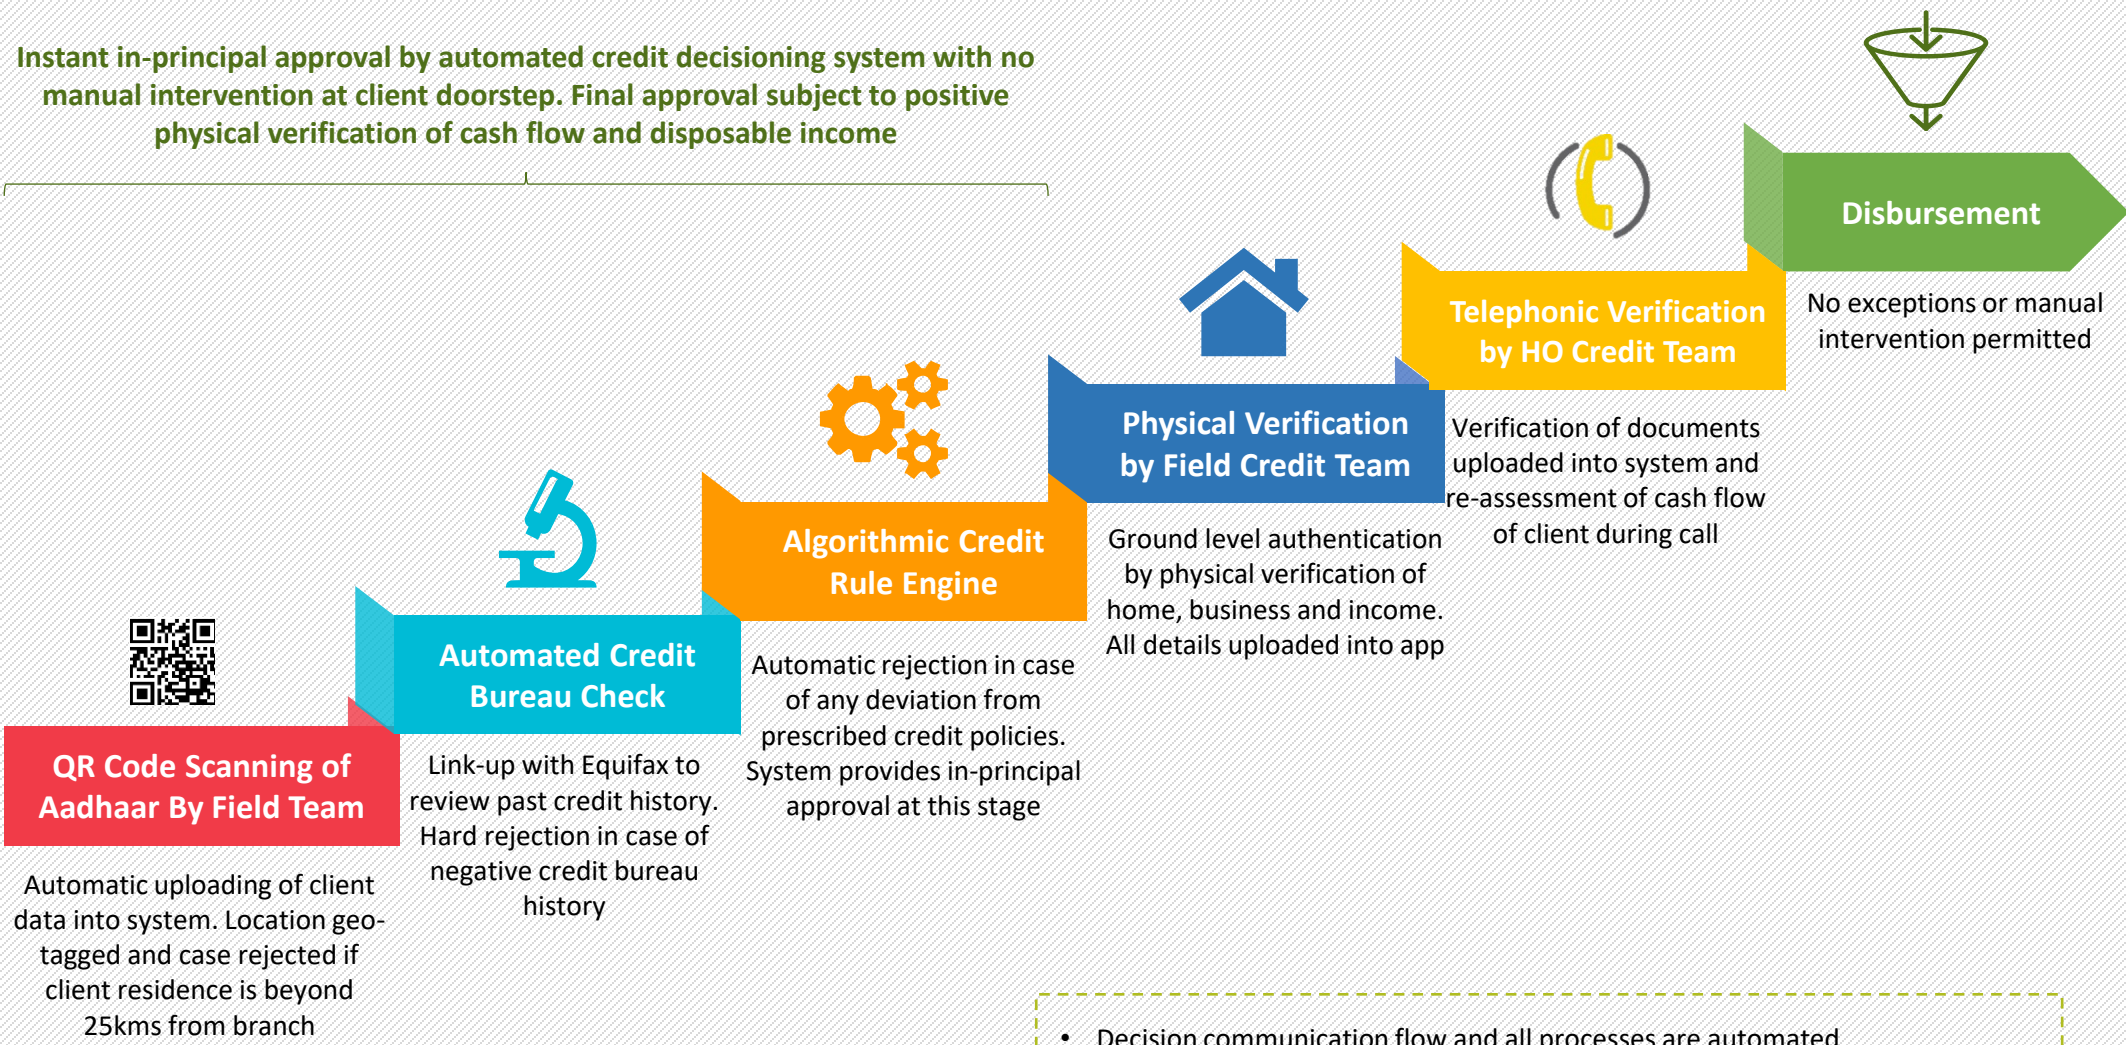 Instant in-principal approval by automated credit decisioning system with no
manual intervention at client doorstep. Final approval subject to positive
physical verification of cash flow and disposable income
QR Code Scanning of
Aadhaar By Field Team
Automatic uploading of client
data into system. Location geo-
tagged and case rejected if
client residence is beyond
25kms from branch
Automated Credit
Bureau Check
Link-up with Equifax to
review past credit history.
Hard rejection in case of
negative credit bureau
history
Algorithmic Credit
Rule Engine
Automatic rejection in case
of any deviation from
prescribed credit policies.
System provides in-principal
approval at this stage
Physical Verification
by Field Credit Team
Ground level authentication
by physical verification of
home, business and income.
All details uploaded into app
Telephonic Verification
by HO Credit Team
Verification of documents
uploaded into system and
re-assessment of cash flow
of client during call
Disbursement
No exceptions or manual
intervention permitted
• Decision communication flow and all processes are automated